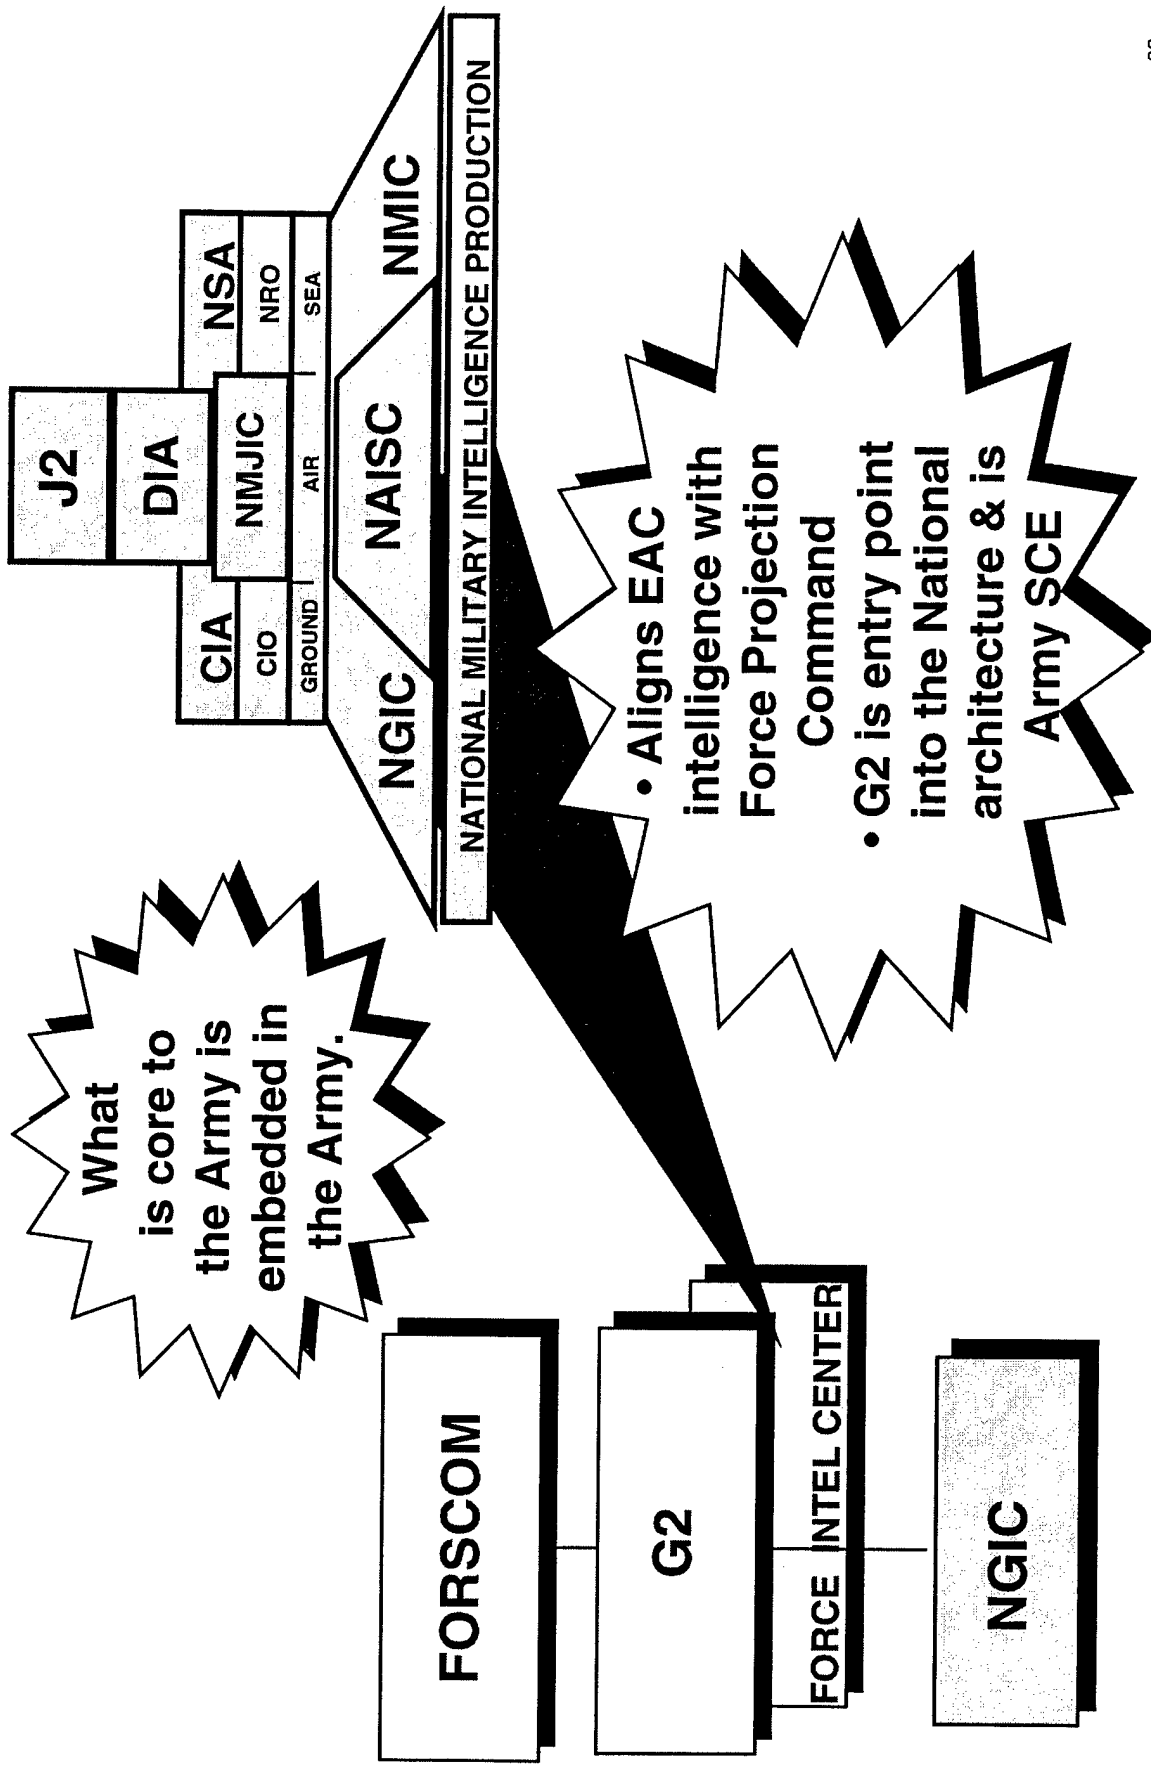 What
is core to
the Army is
embedded in
the Army.
J2
DIA
CIA
NSA
CIO
NMJIC
NRO
GROUND
AIR
SEA
NGIC
NAISC
NMIC
NATIONAL MILITARY INTELLIGENCE PRODUCTION
FORSCOM
G2
FORCE INTEL CENTER
NGIC
• Aligns EAC
intelligence with
Force Projection
Command
• G2 is entry point
into the National
architecture & is
Army SCE